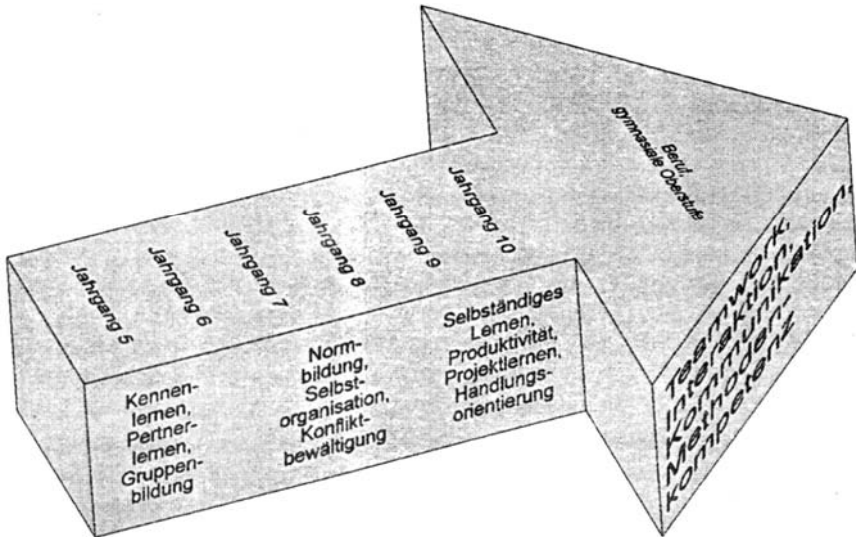 Beruf,
gymnasiale Oberstufe
Jahrgang 5
Jahrgang 6
Jahrgang 7
Jahrgang 8
Jahrgang 9
Jahrgang 10
Kennen-
lernen,
Pertner-
lernen,
Gruppen-
bildung
Norm-
bildung,
Selbst-
organisation,
Konflikt-
bewältigung
Selbständiges
Lernen,
Produktivität,
Projektlernen,
Handlungs-
orientierung
Teamwork,
Interaktion,
Kommunikation,
Methoden-
kompetenz